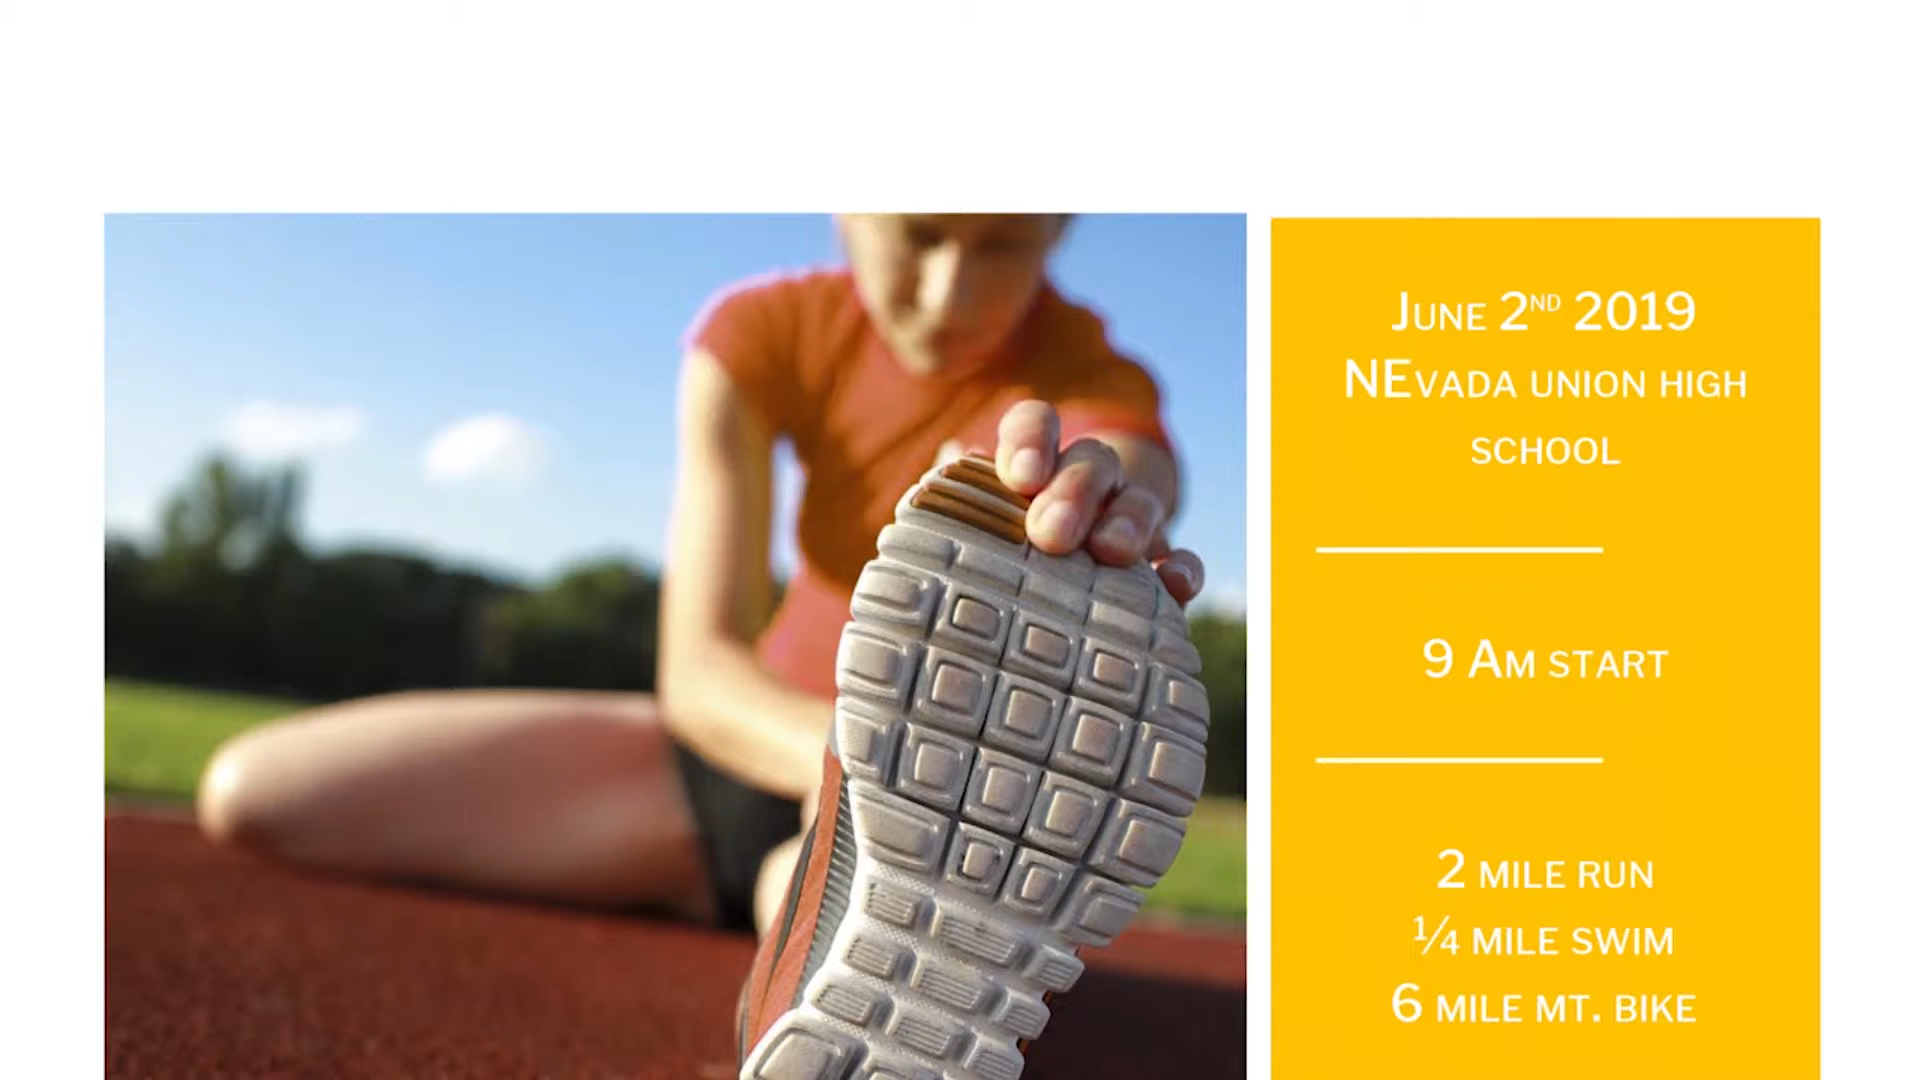 June 2ND 2019
NEvada union high
school
9 Am start
2 mile run
¼ mile swim
6 mile mt. bike